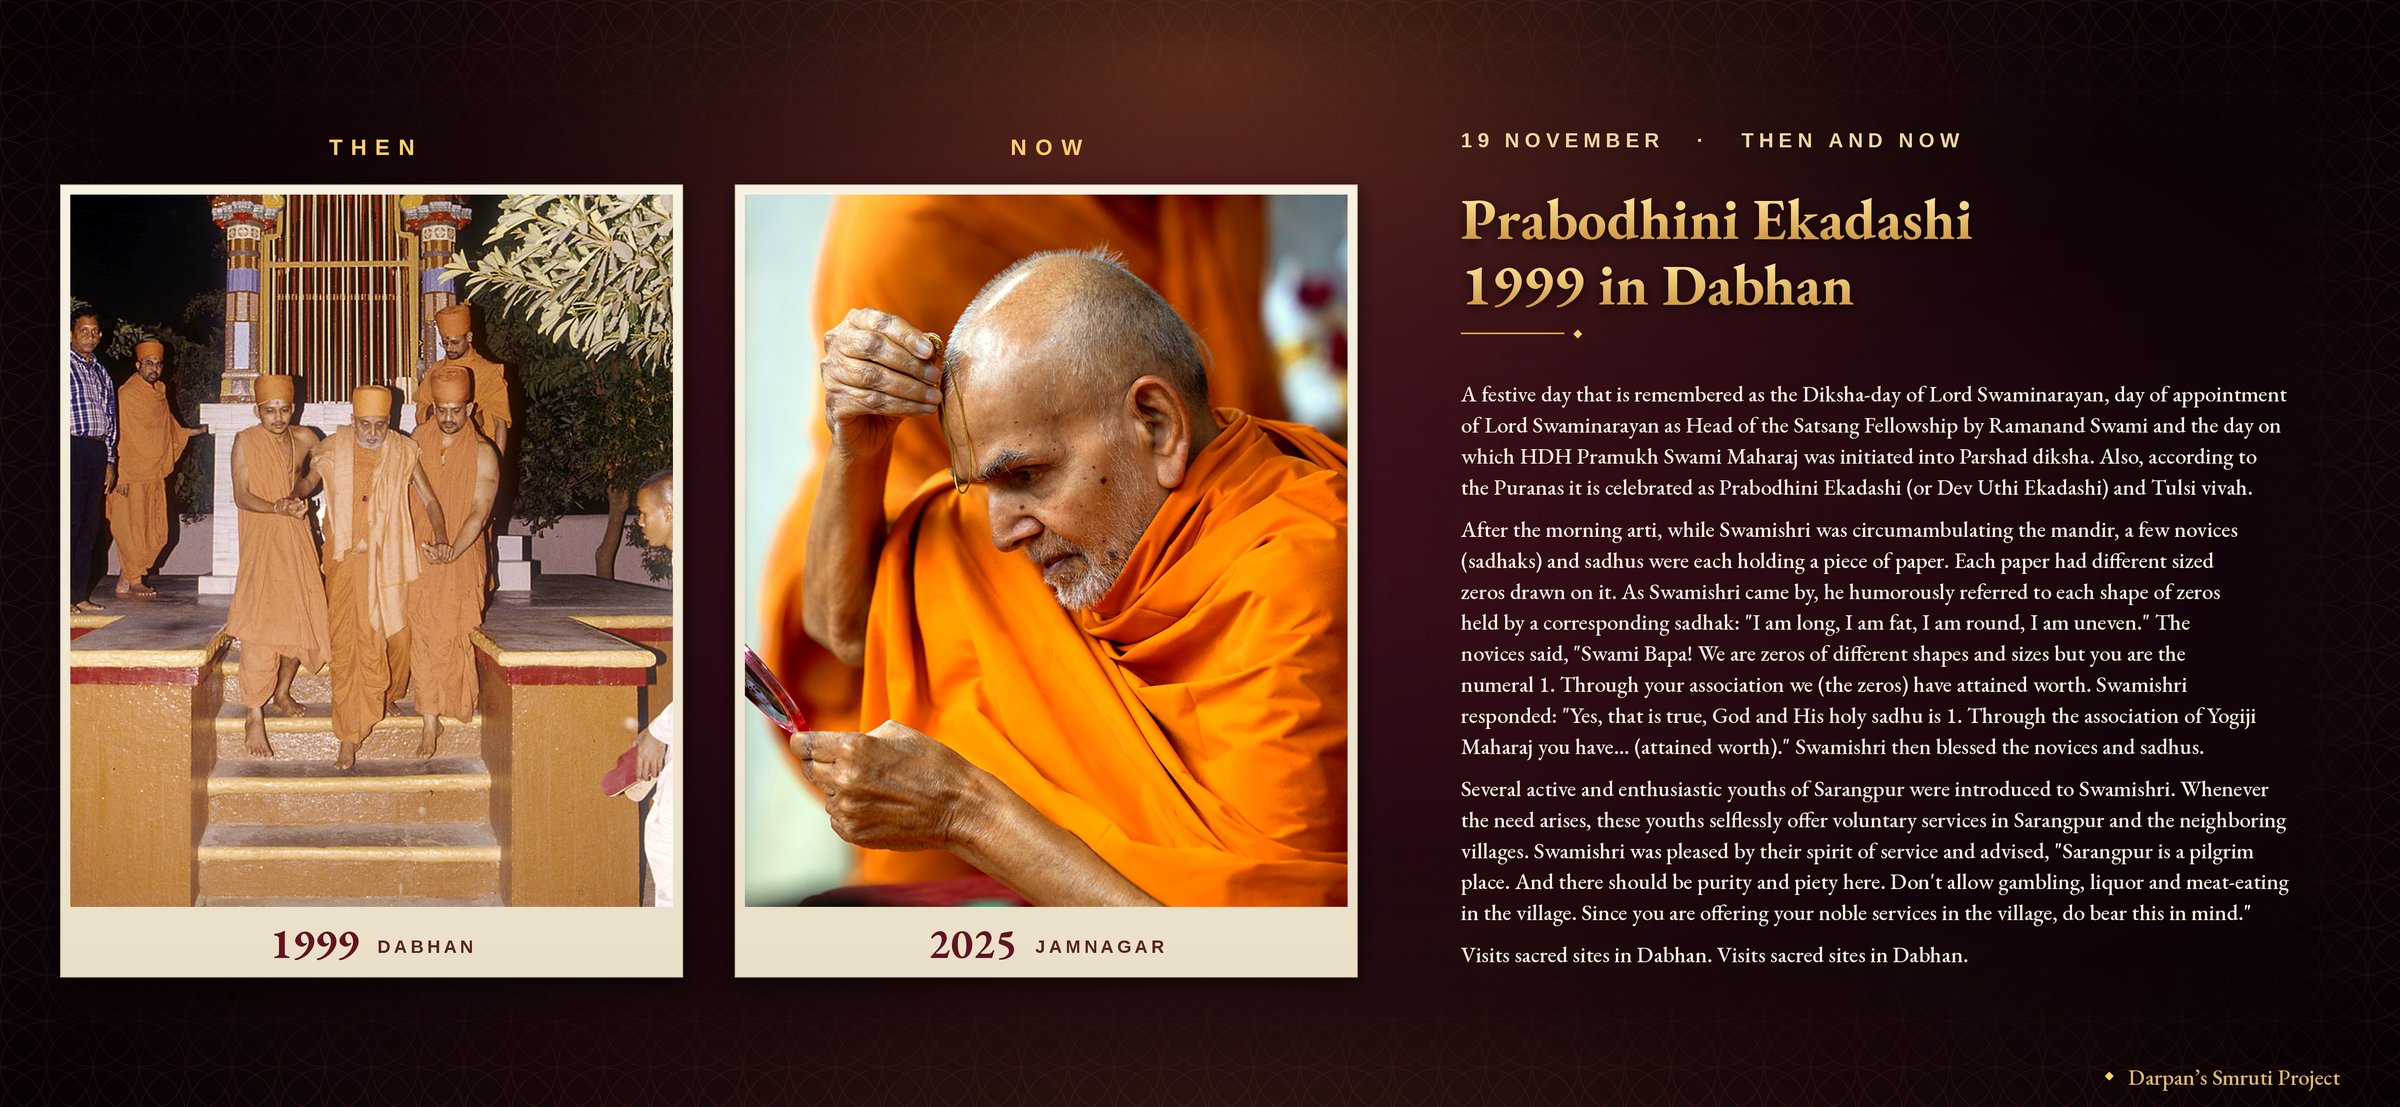 THEN
NOW
1999 DABHAN
2025 JAMNAGAR
19 NOVEMBER · THEN AND NOW
Prabodhini Ekadashi
1999 in Dabhan
A festive day that is remembered as the Diksha-day of Lord Swaminarayan, day of appointment
of Lord Swaminarayan as Head of the Satsang Fellowship by Ramanand Swami and the day on
which HDH Pramukh Swami Maharaj was initiated into Parshad diksha. Also, according to
the Puranas it is celebrated as Prabodhini Ekadashi (or Dev Uthi Ekadashi) and Tulsi vivah.
After the morning arti, while Swamishri was circumambulating the mandir, a few novices
(sadhaks) and sadhus were each holding a piece of paper. Each paper had different sized
zeros drawn on it. As Swamishri came by, he humorously referred to each shape of zeros
held by a corresponding sadhak: "I am long, I am fat, I am round, I am uneven." The
novices said, "Swami Bapa! We are zeros of different shapes and sizes but you are the
numeral 1. Through your association we (the zeros) have attained worth. Swamishri
responded: "Yes, that is true, God and His holy sadhu is 1. Through the association of Yogiji
Maharaj you have... (attained worth)." Swamishri then blessed the novices and sadhus.
Several active and enthusiastic youths of Sarangpur were introduced to Swamishri. Whenever
the need arises, these youths selflessly offer voluntary services in Sarangpur and the neighboring
villages. Swamishri was pleased by their spirit of service and advised, "Sarangpur is a pilgrim
place. And there should be purity and piety here. Don't allow gambling, liquor and meat-eating
in the village. Since you are offering your noble services in the village, do bear this in mind."
Visits sacred sites in Dabhan. Visits sacred sites in Dabhan.
Darpan’s Smruti Project